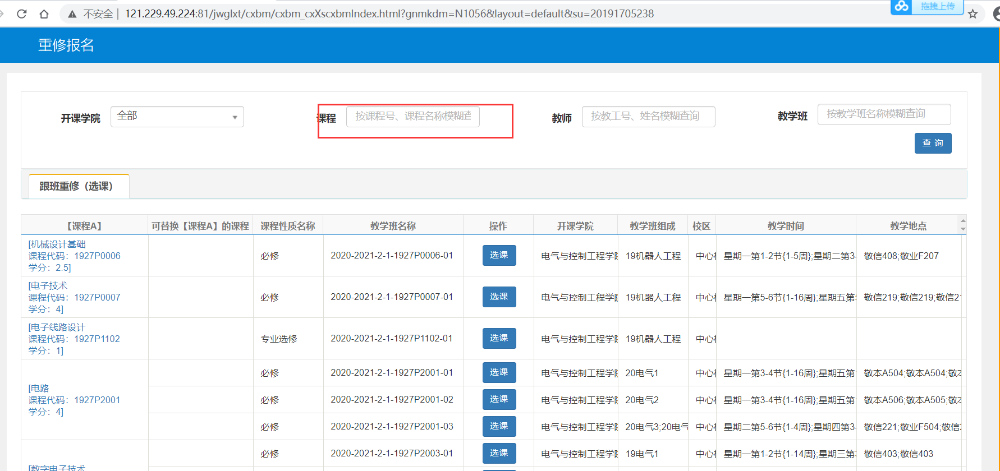 不安全 | 121.229.49.224:81/jwglxt/cxbm/cxbm_cxXscxbmIndex.html?gnmkdm=N1056&layout=default&su=20191705238
拖拽上传
重修报名
开课学院 全部 课程 按课程号、课程名称模糊查 教师 按教工号、姓名模糊查询 教学班 按教学班名称模糊查询
查 询
跟班重修（选课）
【课程A】 可替换【课程A】的课程 课程性质名称 教学班名称 操作 开课学院 教学班组成 校区 教学时间 教学地点
[机械设计基础
课程代码：1927P0006
学分：2.5]
必修 2020-2021-2-1-1927P0006-01 选课 电气与控制工程学院 19机器人工程 中心 星期一第1-2节{1-5周};星期二第3- 敬信408;敬业F207
[电子技术
课程代码：1927P0007
学分：4]
必修 2020-2021-2-1-1927P0007-01 选课 电气与控制工程学院 19机器人工程 中心 星期一第5-6节{1-16周};星期五第 敬信219;敬信219;敬信21
[电子线路设计
课程代码：1927P1102
学分：1]
专业选修 2020-2021-2-1-1927P1102-01 选课 电气与控制工程学院 19机器人工程 中心
[电路
课程代码：1927P2001
学分：4]
必修 2020-2021-2-1-1927P2001-01 选课 电气与控制工程学院 20电气1 中心 星期一第3-4节{1-16周};星期五第 敬本A504;敬本A504;敬本
必修 2020-2021-2-1-1927P2001-02 选课 电气与控制工程学院 20电气2 中心 星期一第3-4节{1-16周};星期五第 敬本A506;敬本A505;敬本
必修 2020-2021-2-1-1927P2001-03 选课 电气与控制工程学院 20电气3;20电气 中心 星期二第5-6节{1-4周};星期四第3- 敬信221;敬业F504;敬信
必修 2020-2021-2-1-1927P2003-01 选课 电气与控制工程学院 19电气1 中心 星期一第1-2节{1-14周};星期三第 敬信403;敬信403
[数字电子技术